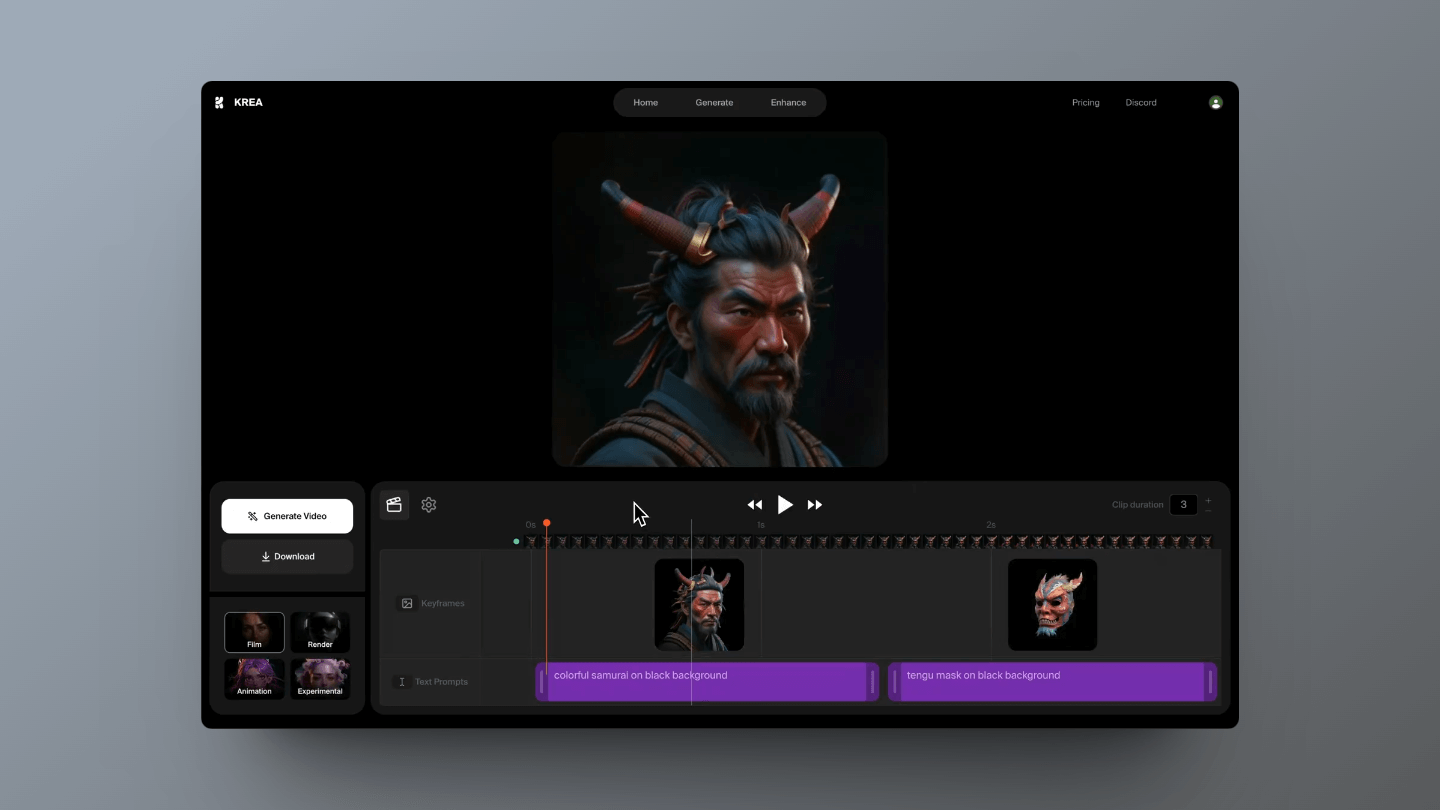 KREA
Home
Generate
Enhance
Pricing
Discord
Generate Video
Download
Film
Render
Animation
Experimental
Clip duration
3
0s
1s
2s
Keyframes
Text Prompts
colorful samurai on black background
tengu mask on black background